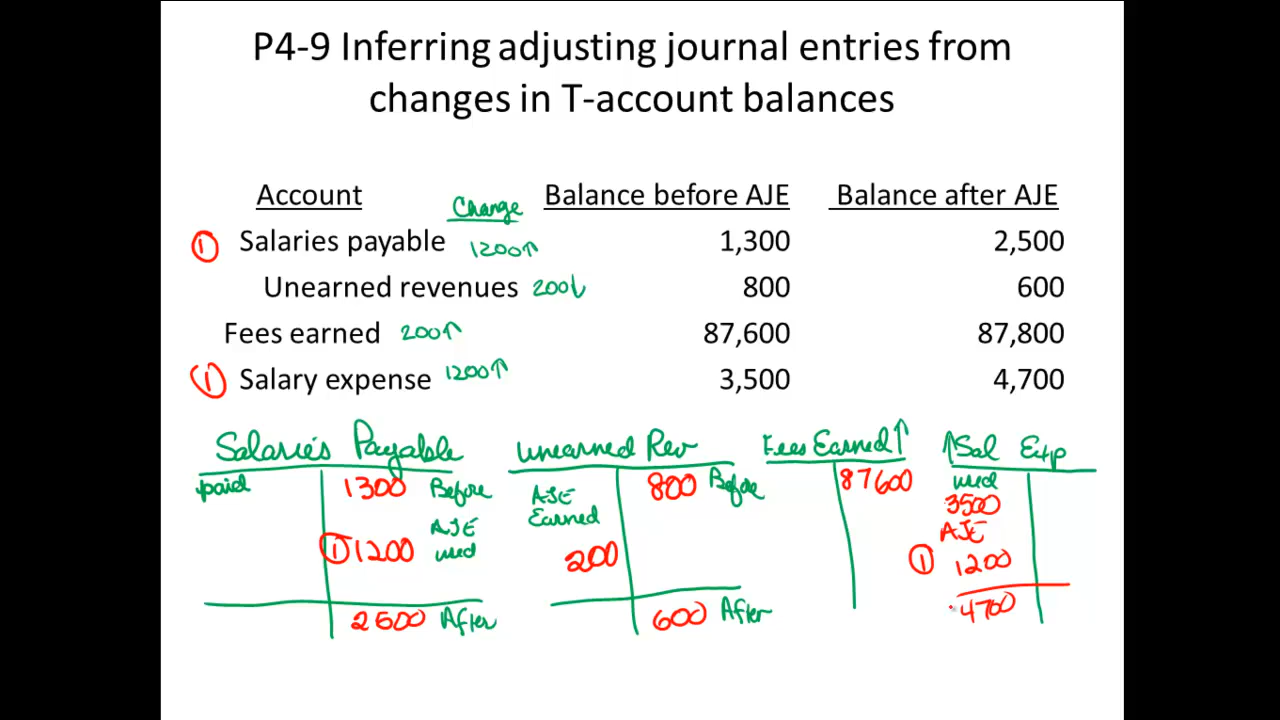 P4-9 Inferring adjusting journal entries from
changes in T-account balances
Account Change Balance before AJE Balance after AJE
① Salaries payable 1200↑ 1,300 2,500
Unearned revenues 200↓ 800 600
Fees earned 200↑ 87,600 87,800
① Salary expense 1200↑ 3,500 4,700
Salaries Payable Unearned Rev Fees Earned↑ ↑Sal Exp
paid 1300 Before 800 Before 87600 used
AJE Earned 3500
AJE used AJE
① 1200 200 ① 1200
2500 After 600 After 4700